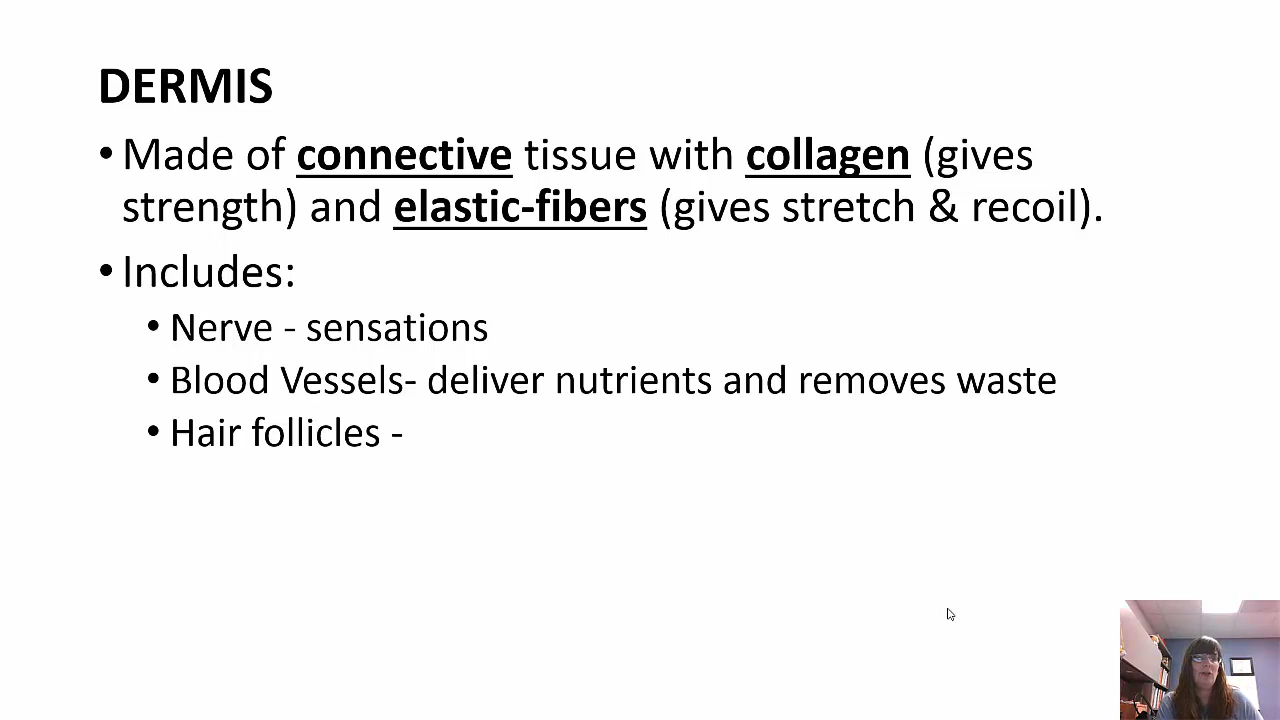 DERMIS
• Made of connective tissue with collagen (gives
strength) and elastic-fibers (gives stretch & recoil).
• Includes:
• Nerve - sensations
• Blood Vessels- deliver nutrients and removes waste
• Hair follicles -